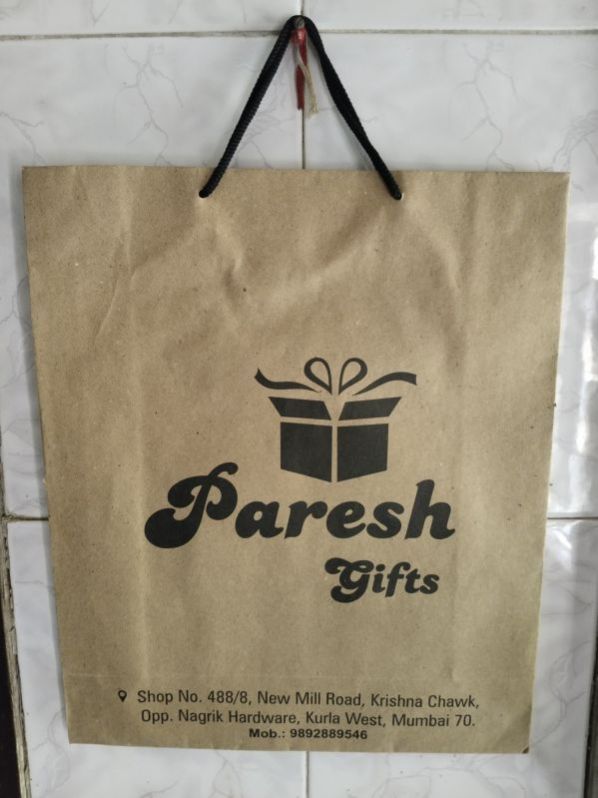 Paresh
Gifts
Shop No. 488/8, New Mill Road, Krishna Chawk,
Opp. Nagrik Hardware, Kurla West, Mumbai 70.
Mob.: 9892889546